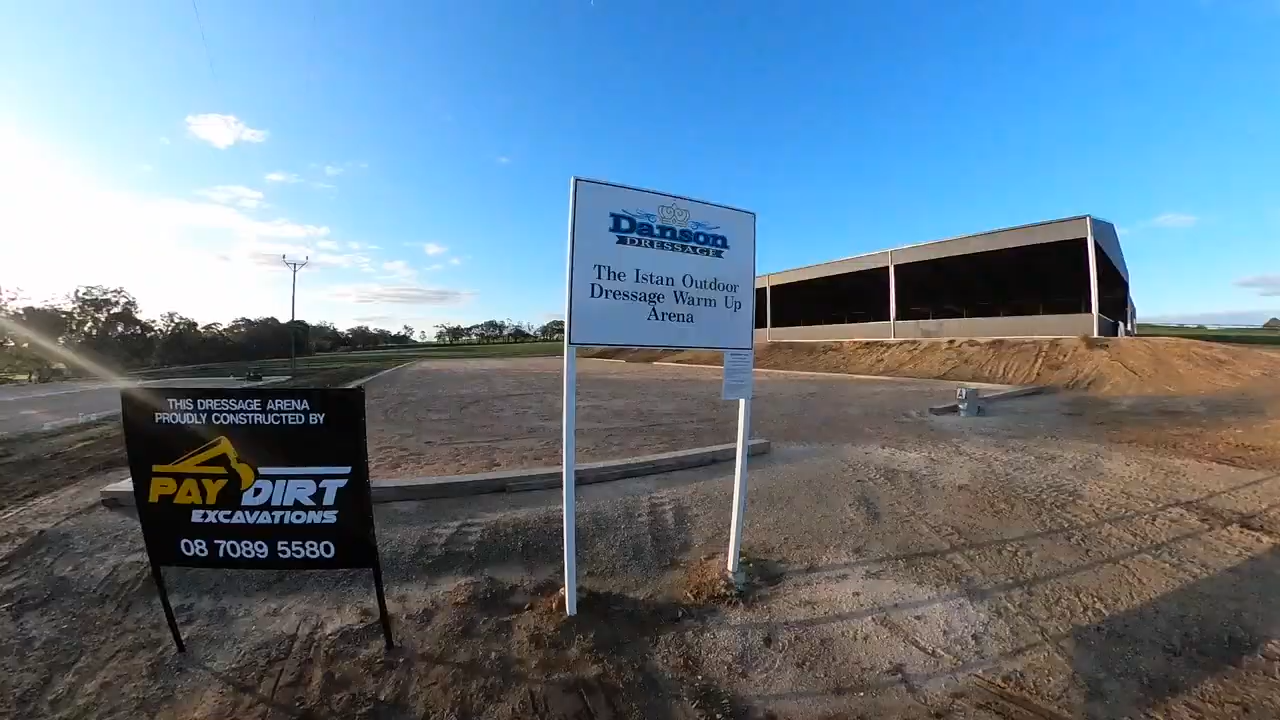 THIS DRESSAGE ARENA
PROUDLY CONSTRUCTED BY
PAY DIRT
EXCAVATIONS
08 7089 5580
Danson
DRESSAGE
The Istan Outdoor
Dressage Warm Up
Arena
A